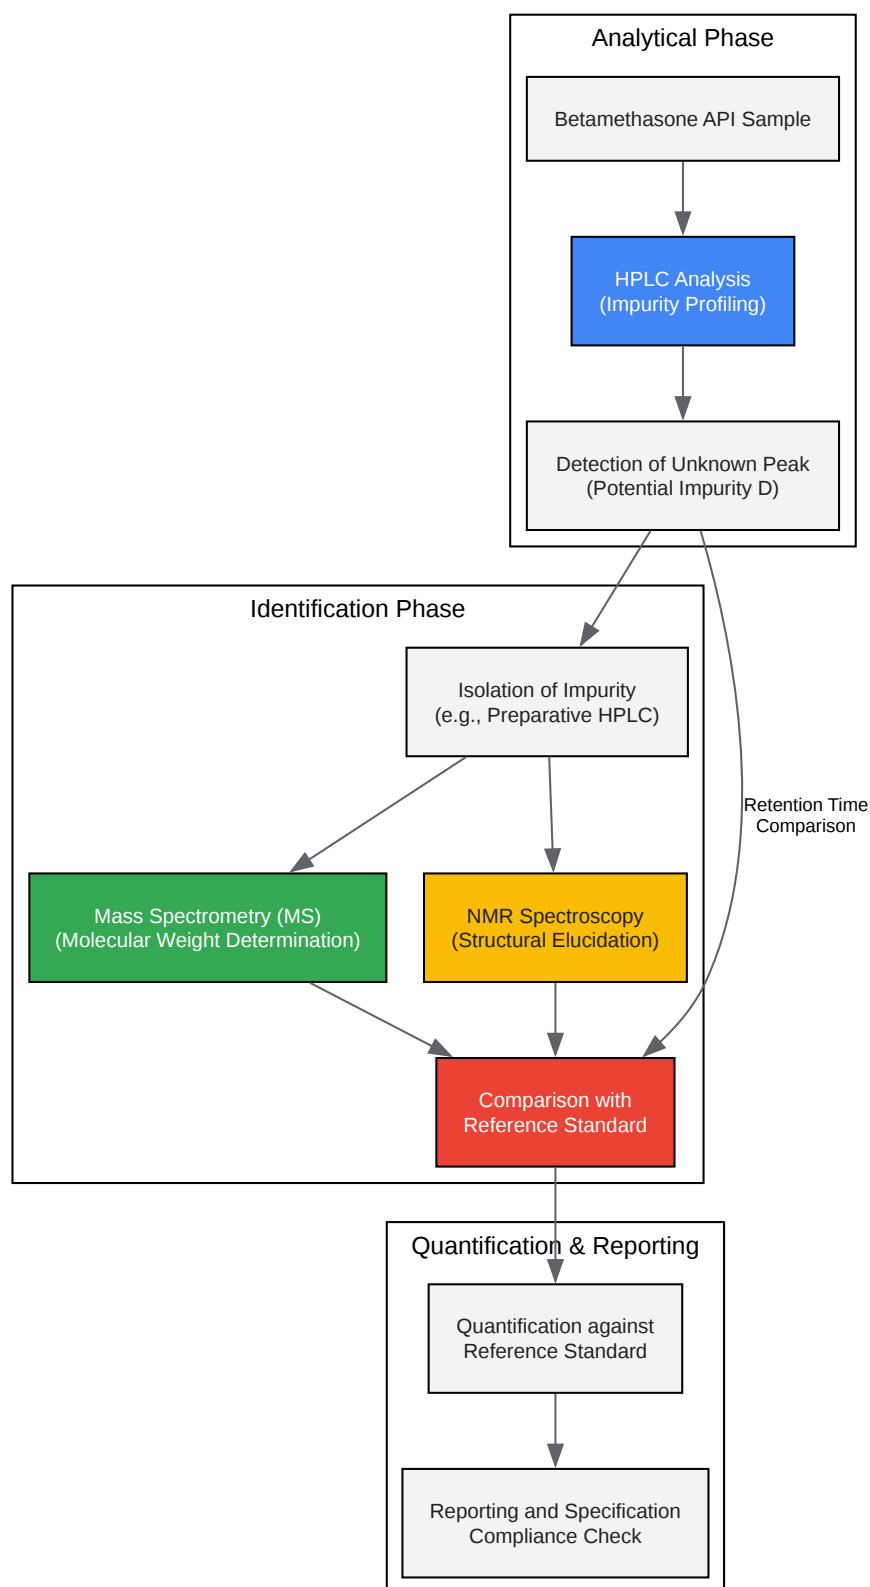 Analytical Phase
Betamethasone API Sample
HPLC Analysis
(Impurity Profiling)
Detection of Unknown Peak
(Potential Impurity D)
Identification Phase
Isolation of Impurity
(e.g., Preparative HPLC)
Retention Time
Comparison
Mass Spectrometry (MS)
(Molecular Weight Determination)
NMR Spectroscopy
(Structural Elucidation)
Comparison with
Reference Standard
Quantification & Reporting
Quantification against
Reference Standard
Reporting and Specification
Compliance Check